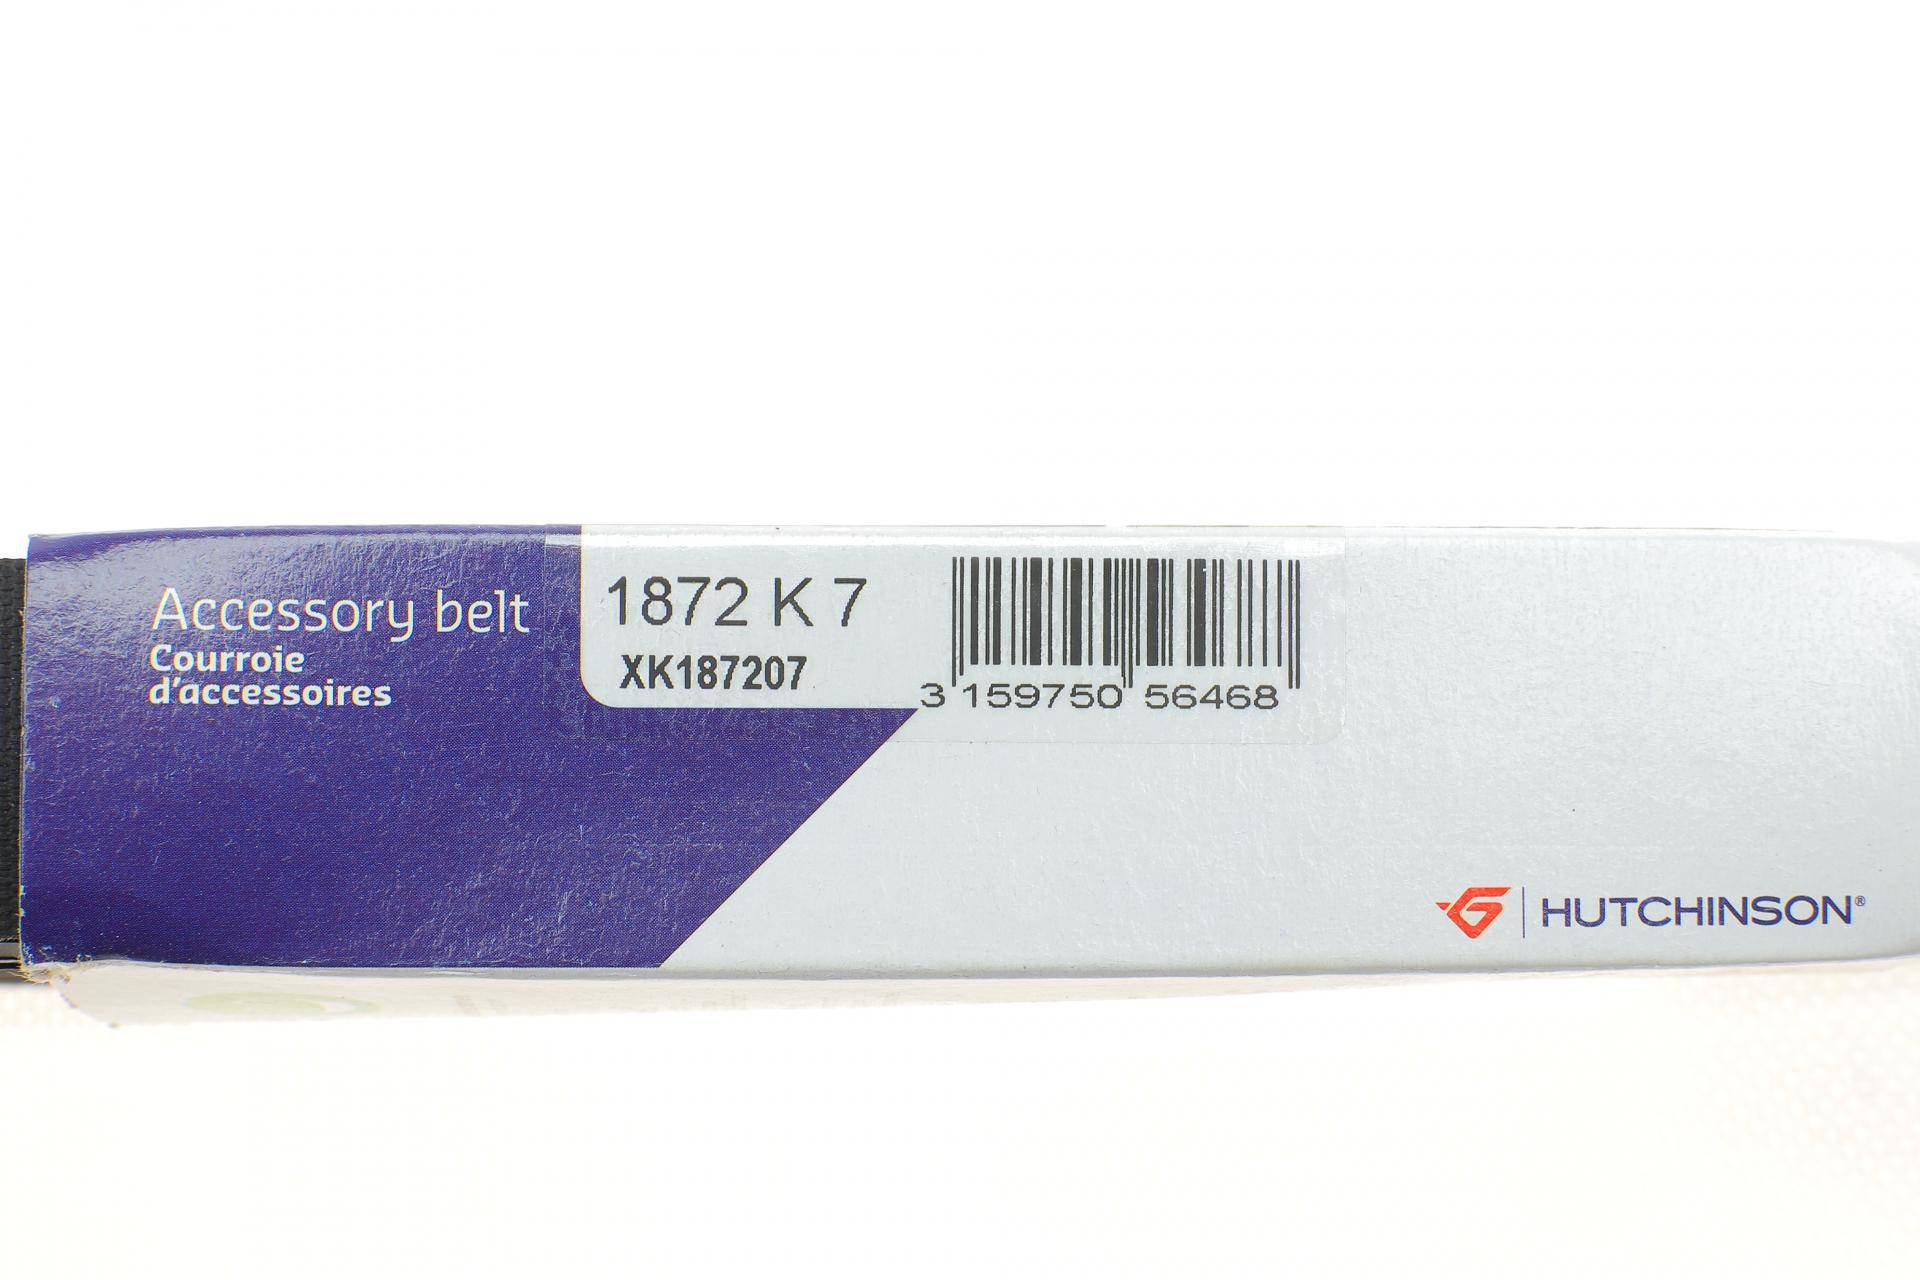 Accessory belt
Courroie
d'accessoires
1872 K 7
XK187207
3 159750 56468
HUTCHINSON®